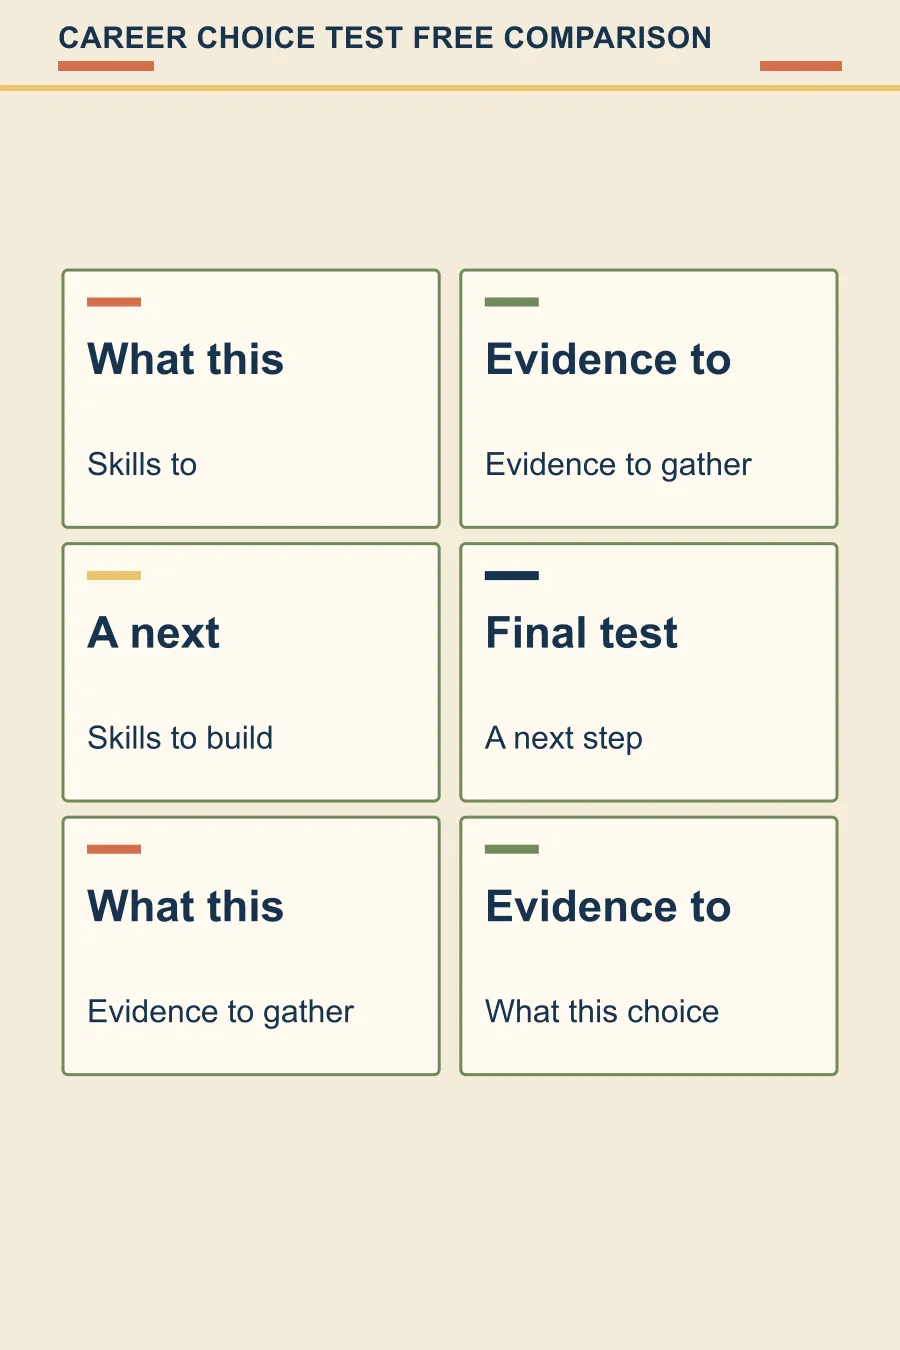 CAREER CHOICE TEST FREE COMPARISON
What this
Skills to
Evidence to
Evidence to gather
A next
Skills to build
Final test
A next step
What this
Evidence to gather
Evidence to
What this choice